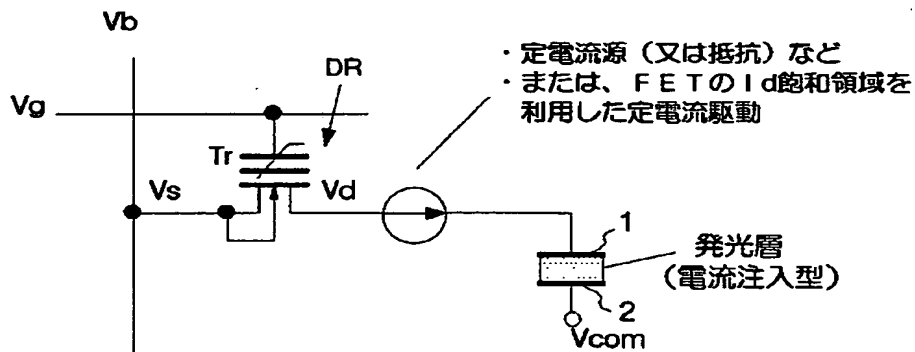 Vb
・定電流源（又は抵抗）など
・または、ＦＥＴのＩd飽和領域を
利用した定電流駆動
DR
Vg
Tr
Vs
Vd
1
発光層
（電流注入型）
2
Vcom